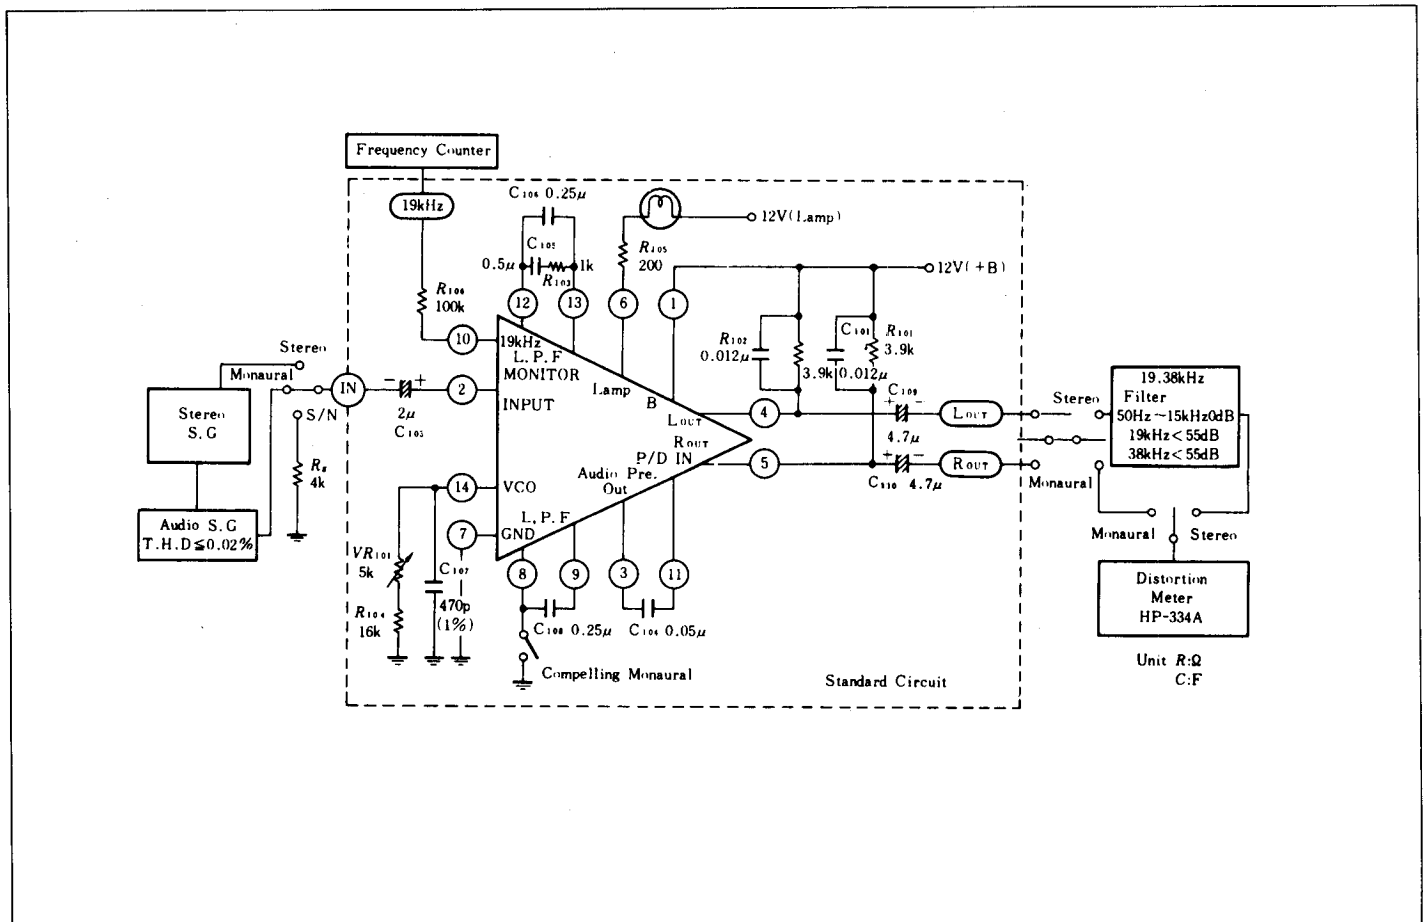 Frequency Counter
19kHz
C106 0.25μ
C105
0.5μ
1k
R103
R105
200
12V(Lamp)
12V(+B)
R106
100k
12
13
6
1
10
19kHz
L.P.F
MONITOR
Lamp
B
R102
0.012μ
3.9k
C101
0.012μ
R101
3.9k
Stereo
Monaural
S/N
IN
- +
2μ
C103
2
INPUT
LOUT
4
C109
+ -
4.7μ
LOUT
ROUT
P/D IN
5
+ -
C110 4.7μ
ROUT
Stereo
Monaural
19.38kHz
Filter
50Hz~15kHz0dB
19kHz<55dB
38kHz<55dB
Stereo
S.G
Rs
4k
Audio S.G
T.H.D≦0.02%
14
VCO
Audio Pre.
Out
L.P.F
7
GND
VR101
5k
C107
470p
(1%)
R104
16k
8
9
3
11
C108 0.25μ
C104 0.05μ
Compelling Monaural
Standard Circuit
Monaural
Stereo
Distortion
Meter
HP-334A
Unit R:Ω
C:F